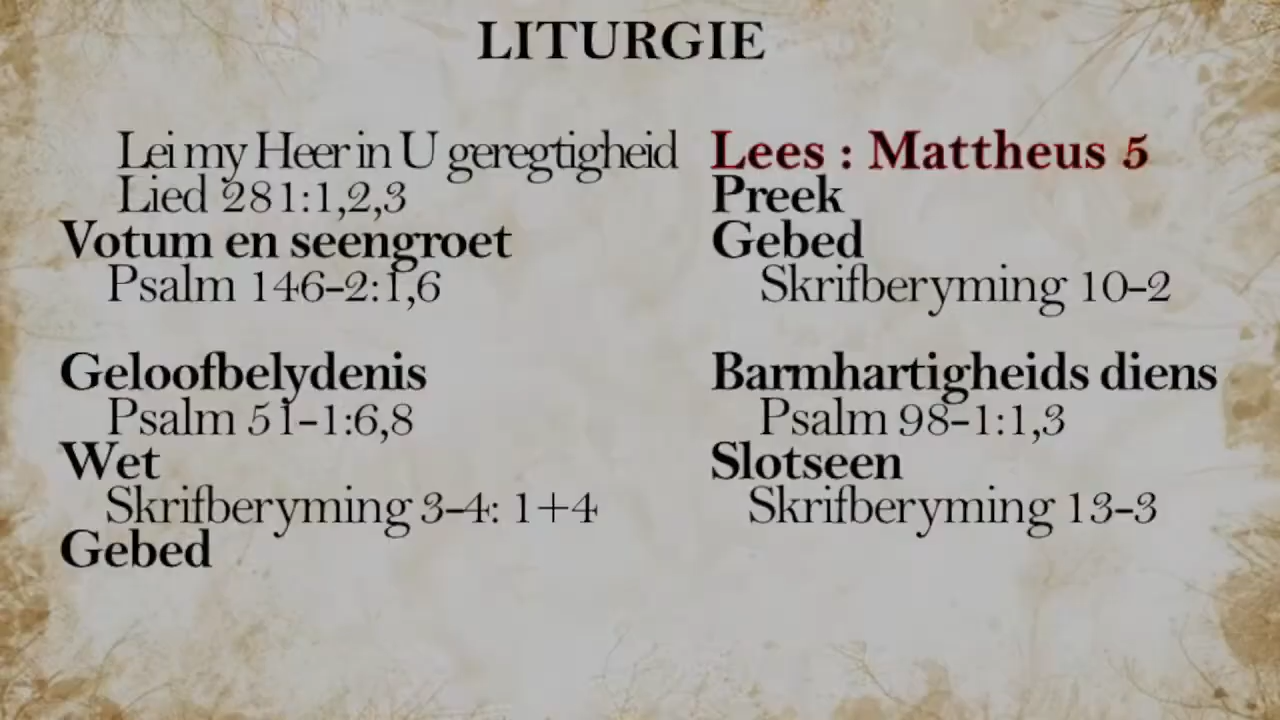 LITURGIE
Lei my Heer in U geregtigheid
Lied 281:1,2,3
Votum en seengroet
Psalm 146-2:1,6
Geloofbelydenis
Psalm 51-1:6,8
Wet
Skrifberyming 3-4: 1+4
Gebed
Lees : Mattheus 5
Preek
Gebed
Skrifberyming 10-2
Barmhartigheids diens
Psalm 98-1:1,3
Slotseen
Skrifberyming 13-3